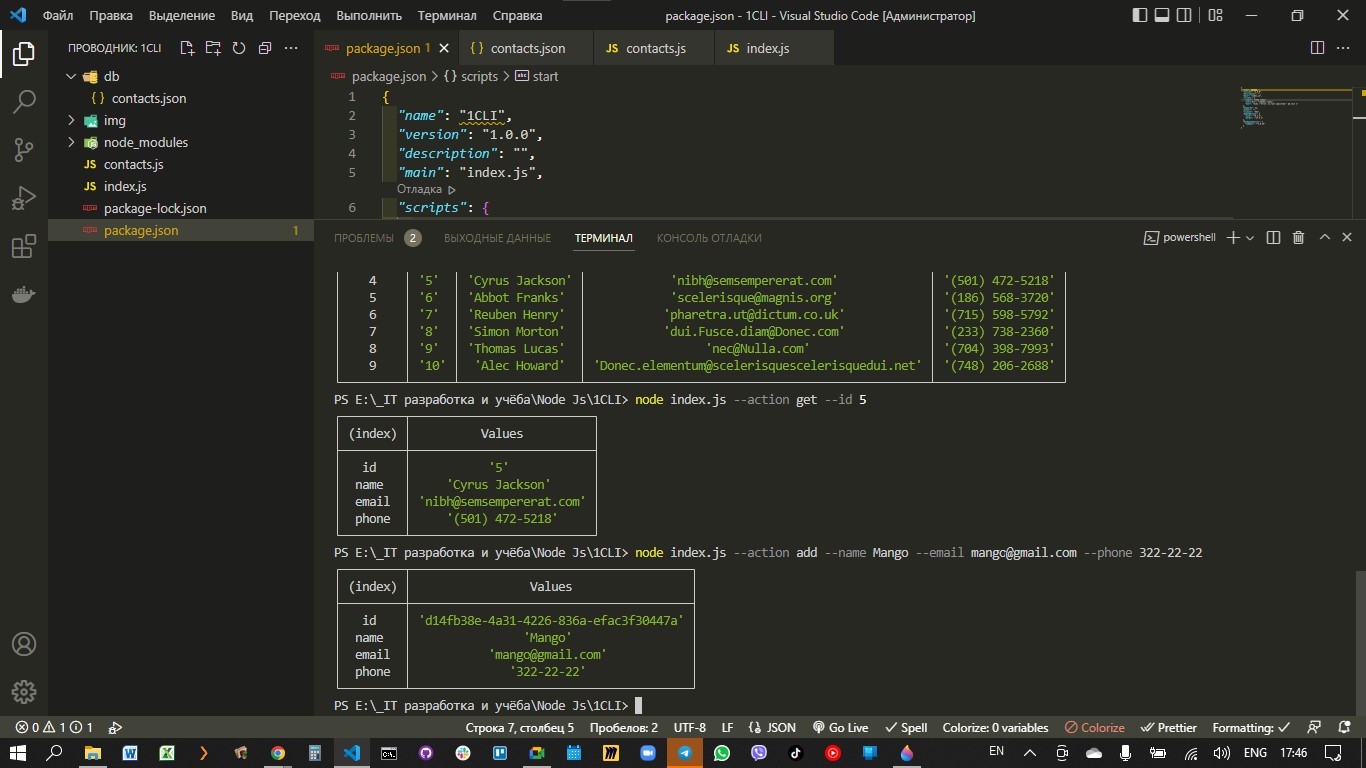 Файл Правка Выделение Вид Переход Выполнить Терминал Справка package.json - 1CLI - Visual Studio Code [Администратор]
ПРОВОДНИК: 1CLI
db
contacts.json
img
node_modules
contacts.js
index.js
package-lock.json
package.json 1
package.json 1 contacts.json contacts.js index.js
package.json > {} scripts > start
1 {
2 "name": "1CLI",
3 "version": "1.0.0",
4 "description": "",
5 "main": "index.js",
Отладка
6 "scripts": {
ПРОБЛЕМЫ 2 ВЫХОДНЫЕ ДАННЫЕ ТЕРМИНАЛ КОНСОЛЬ ОТЛАДКИ powershell
4 '5' 'Cyrus Jackson' 'nibh@semsempererat.com' '(501) 472-5218'
5 '6' 'Abbot Franks' 'scelerisque@magnis.org' '(186) 568-3720'
6 '7' 'Reuben Henry' 'pharetra.ut@dictum.co.uk' '(715) 598-5792'
7 '8' 'Simon Morton' 'dui.Fusce.diam@Donec.com' '(233) 738-2360'
8 '9' 'Thomas Lucas' 'nec@Nulla.com' '(704) 398-7993'
9 '10' 'Alec Howard' 'Donec.elementum@scelerisquescelerisquedui.net' '(748) 206-2688'
PS E:\_IT разработка и учёба\Node Js\1CLI> node index.js --action get --id 5
(index) Values
id '5'
name 'Cyrus Jackson'
email 'nibh@semsempererat.com'
phone '(501) 472-5218'
PS E:\_IT разработка и учёба\Node Js\1CLI> node index.js --action add --name Mango --email mango@gmail.com --phone 322-22-22
(index) Values
id 'd14fb38e-4a31-4226-836a-efac3f30447a'
name 'Mango'
email 'mango@gmail.com'
phone '322-22-22'
PS E:\_IT разработка и учёба\Node Js\1CLI>
0 1 1 Строка 7, столбец 5 Пробелов: 2 UTF-8 LF {} JSON Go Live Spell Colorize: 0 variables Colorize Prettier Formatting:
EN ENG 17:46